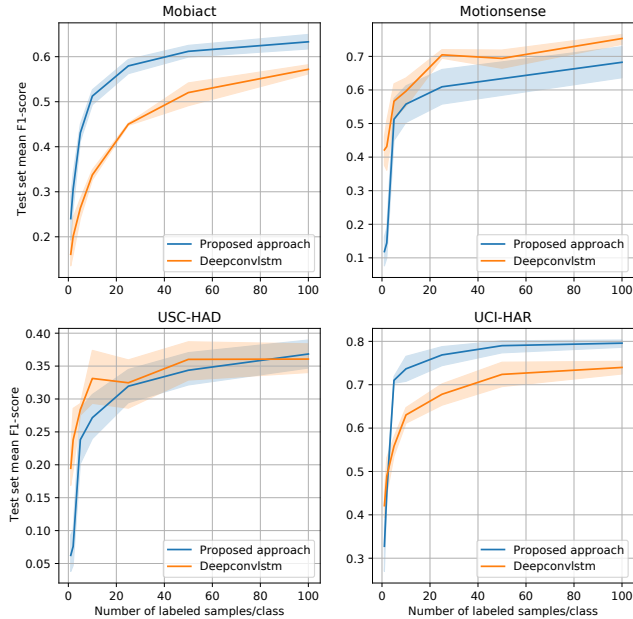 Mobiact
Test set mean F1-score
0.6
0.5
0.4
0.3
0.2
0 20 40 60 80 100
Proposed approach
Deepconvlstm
Motionsense
0.7
0.6
0.5
0.4
0.3
0.2
0.1
0 20 40 60 80 100
Proposed approach
Deepconvlstm
USC-HAD
Test set mean F1-score
0.40
0.35
0.30
0.25
0.20
0.15
0.10
0.05
0 20 40 60 80 100
Number of labeled samples/class
Proposed approach
Deepconvlstm
UCI-HAR
0.8
0.7
0.6
0.5
0.4
0.3
0 20 40 60 80 100
Number of labeled samples/class
Proposed approach
Deepconvlstm